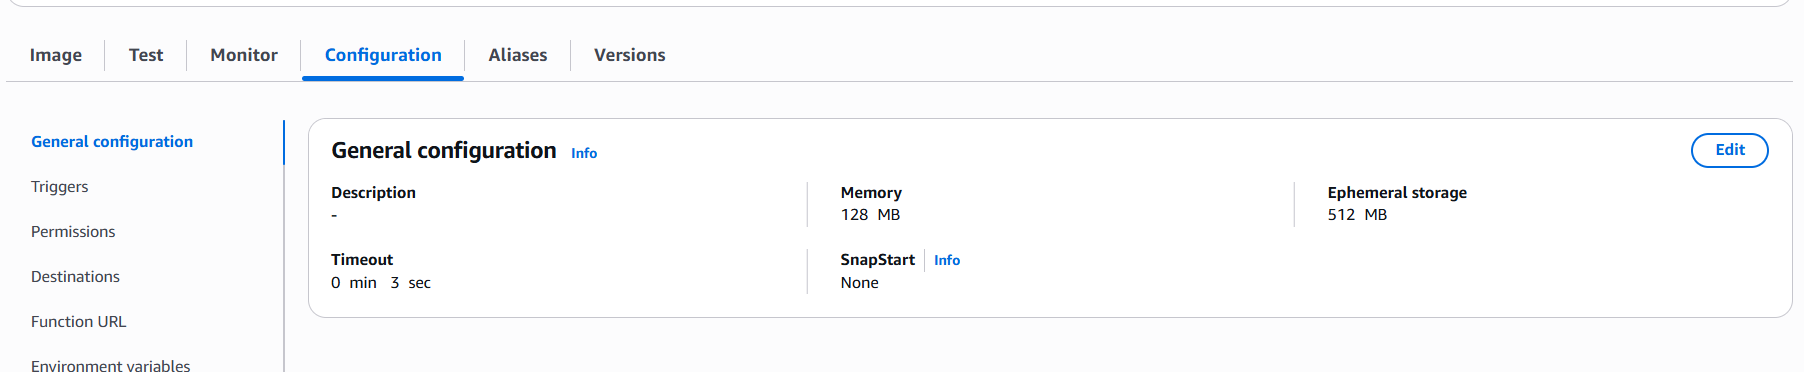 Image Test Monitor Configuration Aliases Versions
General configuration
Triggers
Permissions
Destinations
Function URL
Environment variables
General configuration Info Edit
Description Memory Ephemeral storage
- 128 MB 512 MB
Timeout SnapStart Info
0 min 3 sec None